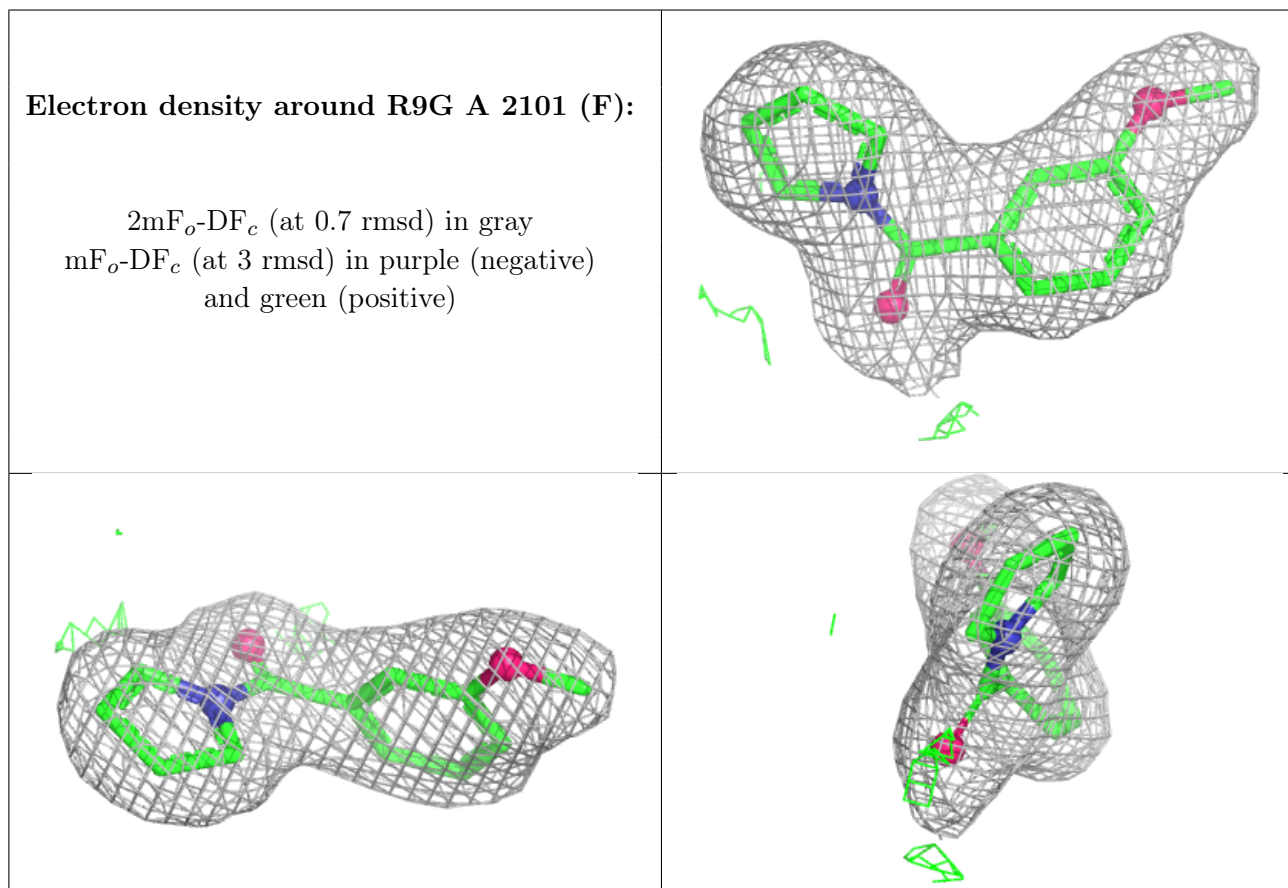 Electron density around R9G A 2101 (F):
2mFo-DFc (at 0.7 rmsd) in gray
mFo-DFc (at 3 rmsd) in purple (negative)
and green (positive)